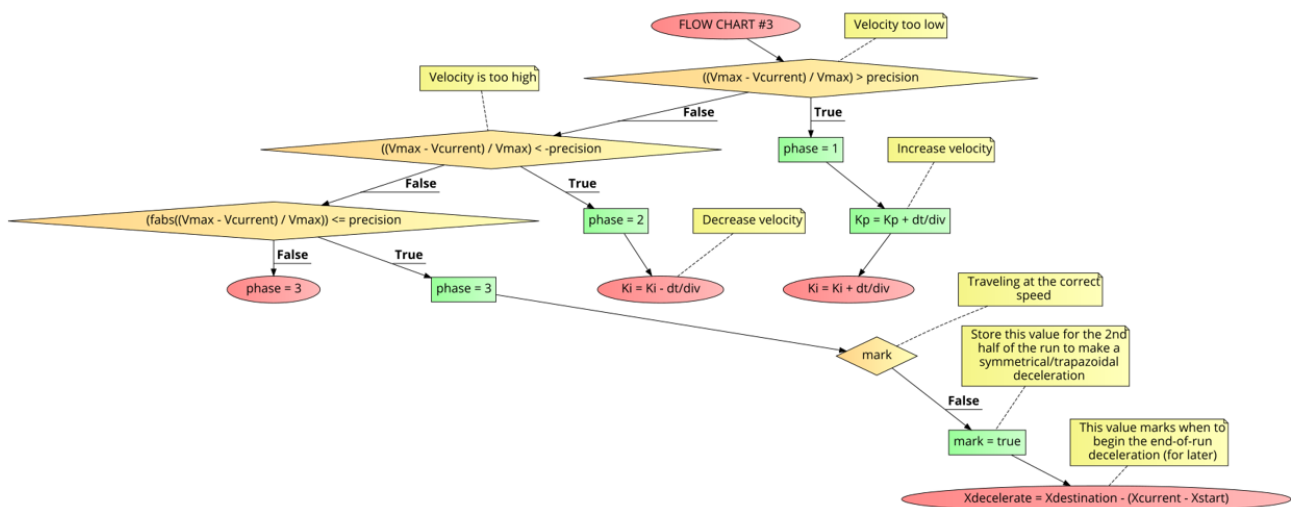 FLOW CHART #3
Velocity too low
((Vmax - Vcurrent) / Vmax) > precision
Velocity is too high
False
True
((Vmax - Vcurrent) / Vmax) < -precision
phase = 1
Increase velocity
False
True
(fabs((Vmax - Vcurrent) / Vmax)) <= precision
phase = 2
Decrease velocity
Kp = Kp + dt/div
False
True
phase = 3
phase = 3
Ki = Ki - dt/div
Ki = Ki + dt/div
Traveling at the correct
speed
mark
Store this value for the 2nd
half of the run to make a
symmetrical/trapazoidal
deceleration
False
mark = true
This value marks when to
begin the end-of-run
deceleration (for later)
Xdecelerate = Xdestination - (Xcurrent - Xstart)